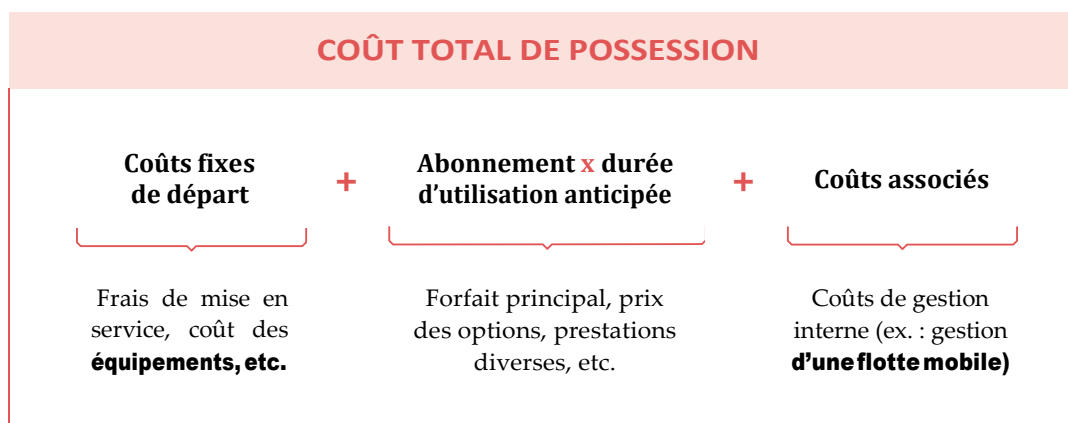 COÛT TOTAL DE POSSESSION
Coûts fixes
de départ
+
Abonnement x durée
d’utilisation anticipée
+
Coûts associés
Frais de mise en
service, coût des
équipements, etc.
Forfait principal, prix
des options, prestations
diverses, etc.
Coûts de gestion
interne (ex. : gestion
d’une flotte mobile)